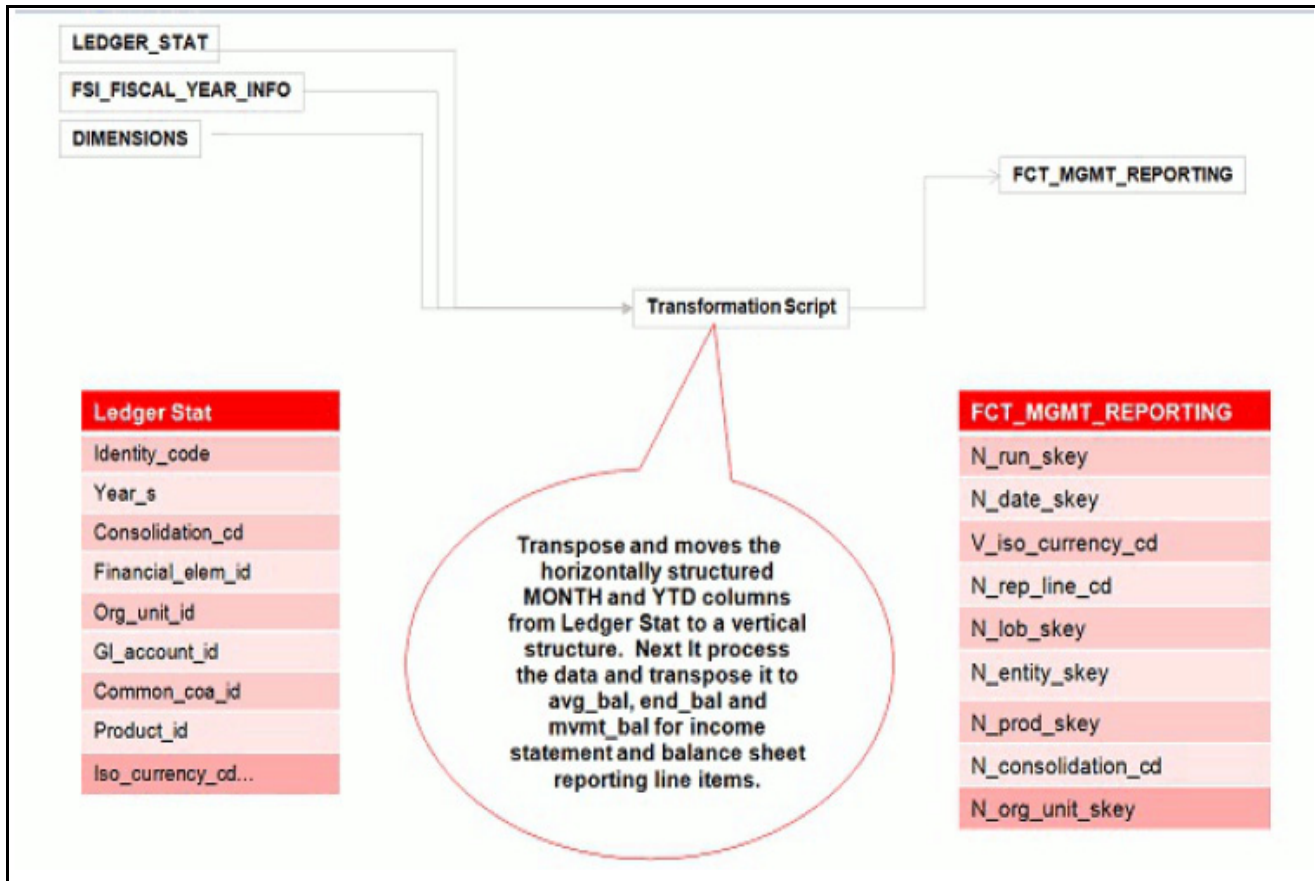 LEDGER_STAT
FSI_FISCAL_YEAR_INFO
DIMENSIONS
FCT_MGMT_REPORTING
Transformation Script
Ledger Stat
Identity_code
Year_s
Consolidation_cd
Financial_elem_id
Org_unit_id
Gl_account_id
Common_coa_id
Product_id
Iso_currency_cd...
Transpose and moves the
horizontally structured
MONTH and YTD columns
from Ledger Stat to a vertical
structure. Next It process
the data and transpose it to
avg_bal, end_bal and
mvmt_bal for income
statement and balance sheet
reporting line items.
FCT_MGMT_REPORTING
N_run_skey
N_date_skey
V_iso_currency_cd
N_rep_line_cd
N_lob_skey
N_entity_skey
N_prod_skey
N_consolidation_cd
N_org_unit_skey